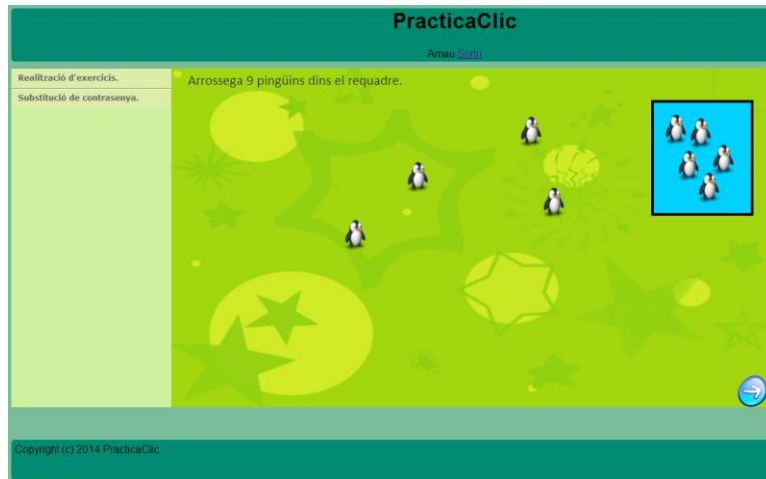 PracticaClic
Arnau Sortir
Realització d'exercicis.
Arrossega 9 pingüins dins el requadre.
Substitució de contrasenya.
Copyright (c) 2014 PracticaClic.